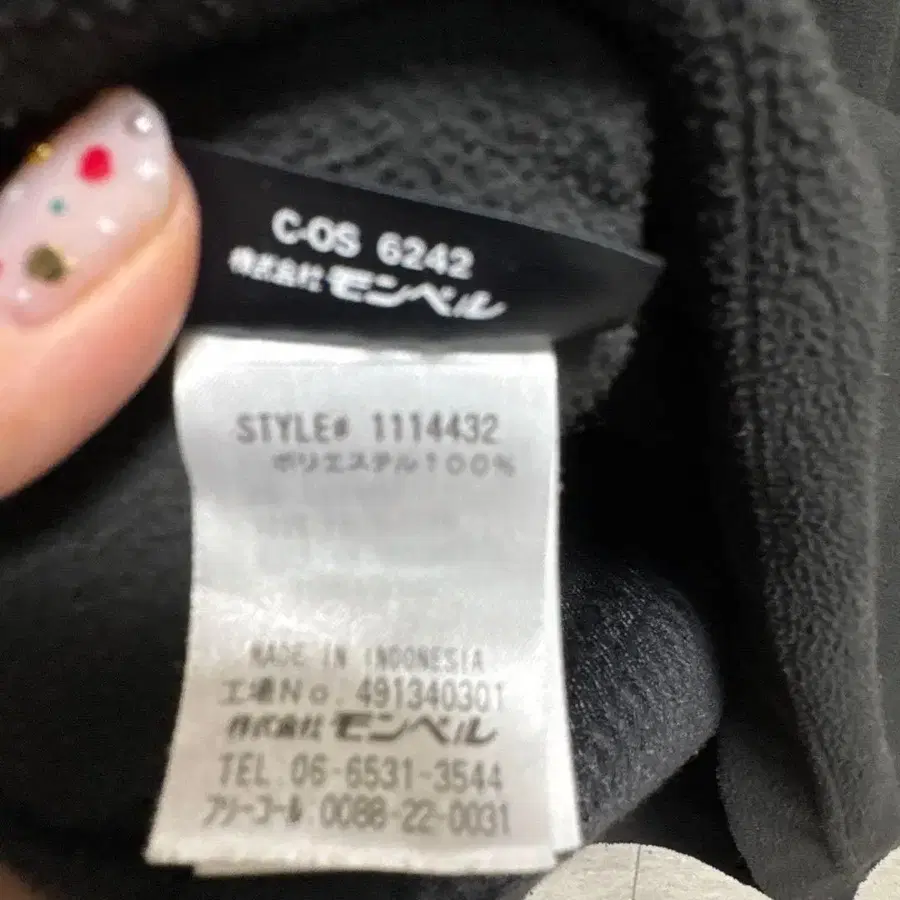 C-OS 6242
株式会社 モンベル
STYLE# 1114432
ポリエステル100%
MADE IN INDONESIA
工場No. 491340301
株式会社 モンベル
TEL.06-6531-3544
フリーコール.0088-22-0031